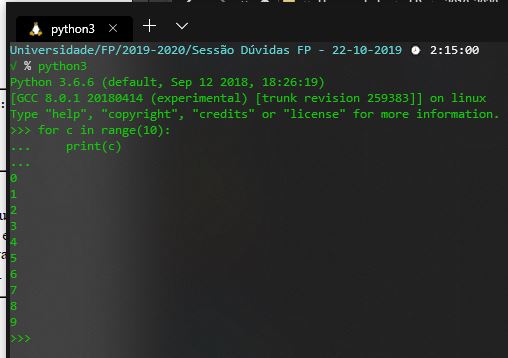 python3
Universidade/FP/2019-2020/Sessão Dúvidas FP - 22-10-2019 2:15:00
√ % python3
Python 3.6.6 (default, Sep 12 2018, 18:26:19)
[GCC 8.0.1 20180414 (experimental) [trunk revision 259383]] on linux
Type "help", "copyright", "credits" or "license" for more information.
>>> for c in range(10):
...     print(c)
...
0
1
2
3
4
5
6
7
8
9
>>>